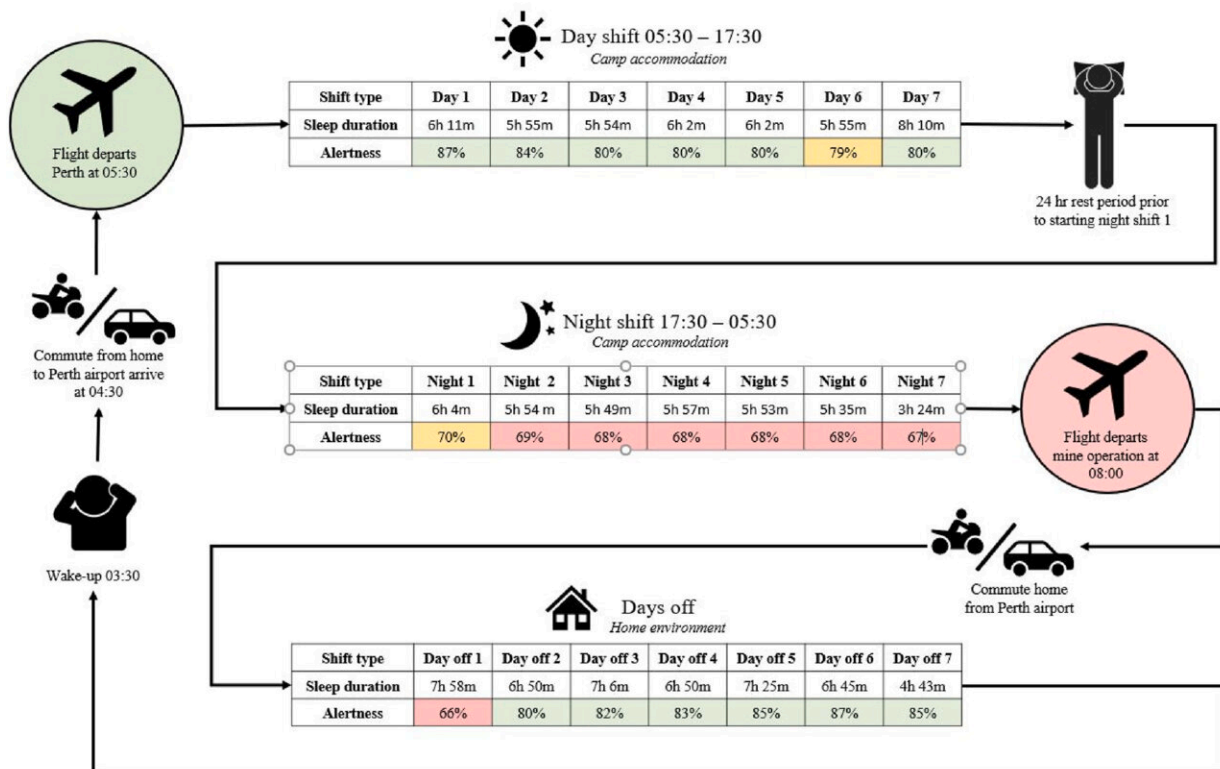 Day shift 05:30 – 17:30
Camp accommodation
Shift type Day 1 Day 2 Day 3 Day 4 Day 5 Day 6 Day 7
Sleep duration 6h 11m 5h 55m 5h 54m 6h 2m 6h 2m 5h 55m 8h 10m
Alertness 87% 84% 80% 80% 80% 79% 80%
Flight departs
Perth at 05:30
24 hr rest period prior
to starting night shift 1
Night shift 17:30 – 05:30
Camp accommodation
Shift type Night 1 Night 2 Night 3 Night 4 Night 5 Night 6 Night 7
Sleep duration 6h 4m 5h 54 m 5h 49m 5h 57m 5h 53m 5h 35m 3h 24m
Alertness 70% 69% 68% 68% 68% 68% 67%
Commute from home
to Perth airport arrive
at 04:30
Flight departs
mine operation at
08:00
Wake-up 03:30
Commute home
from Perth airport
Days off
Home environment
Shift type Day off 1 Day off 2 Day off 3 Day off 4 Day off 5 Day off 6 Day off 7
Sleep duration 7h 58m 6h 50m 7h 6m 6h 50m 7h 25m 6h 45m 4h 43m
Alertness 66% 80% 82% 83% 85% 87% 85%